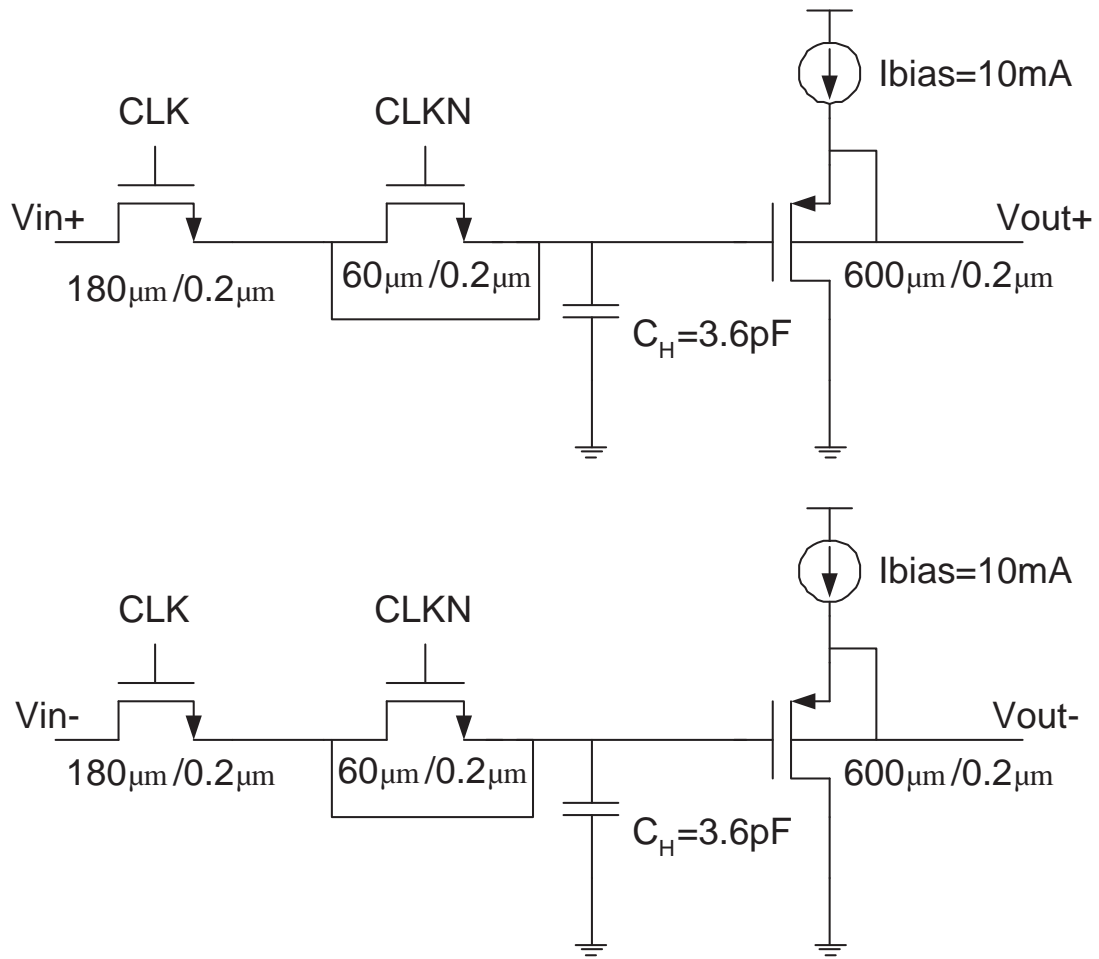 Ibias=10mA
CLK
CLKN
Vin+
Vout+
180μm/0.2μm
60μm/0.2μm
600μm/0.2μm
C_H=3.6pF
Ibias=10mA
CLK
CLKN
Vin-
Vout-
180μm/0.2μm
60μm/0.2μm
600μm/0.2μm
C_H=3.6pF